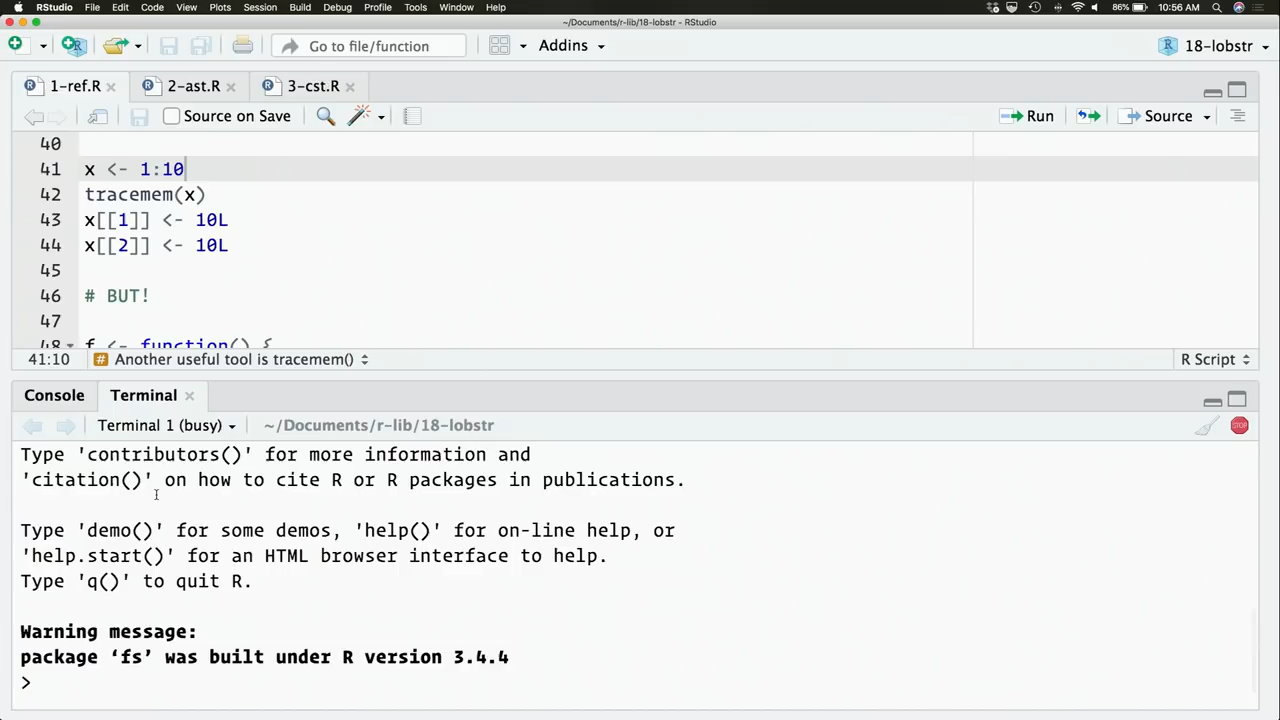 RStudio File Edit Code View Plots Session Build Debug Profile Tools Window Help 86% 10:56 AM
~/Documents/r-lib/18-lobstr - RStudio
Go to file/function Addins 18-lobstr
1-ref.R 2-ast.R 3-cst.R
Source on Save Run Source
40
41 x <- 1:10
42 tracemem(x)
43 x[[1]] <- 10L
44 x[[2]] <- 10L
45
46 # BUT!
47
48 f <- function() {
41:10 # Another useful tool is tracemem() R Script
Console Terminal
Terminal 1 (busy) ~/Documents/r-lib/18-lobstr STOP
Type 'contributors()' for more information and
'citation()' on how to cite R or R packages in publications.
Type 'demo()' for some demos, 'help()' for on-line help, or
'help.start()' for an HTML browser interface to help.
Type 'q()' to quit R.
Warning message:
package ‘fs’ was built under R version 3.4.4
>